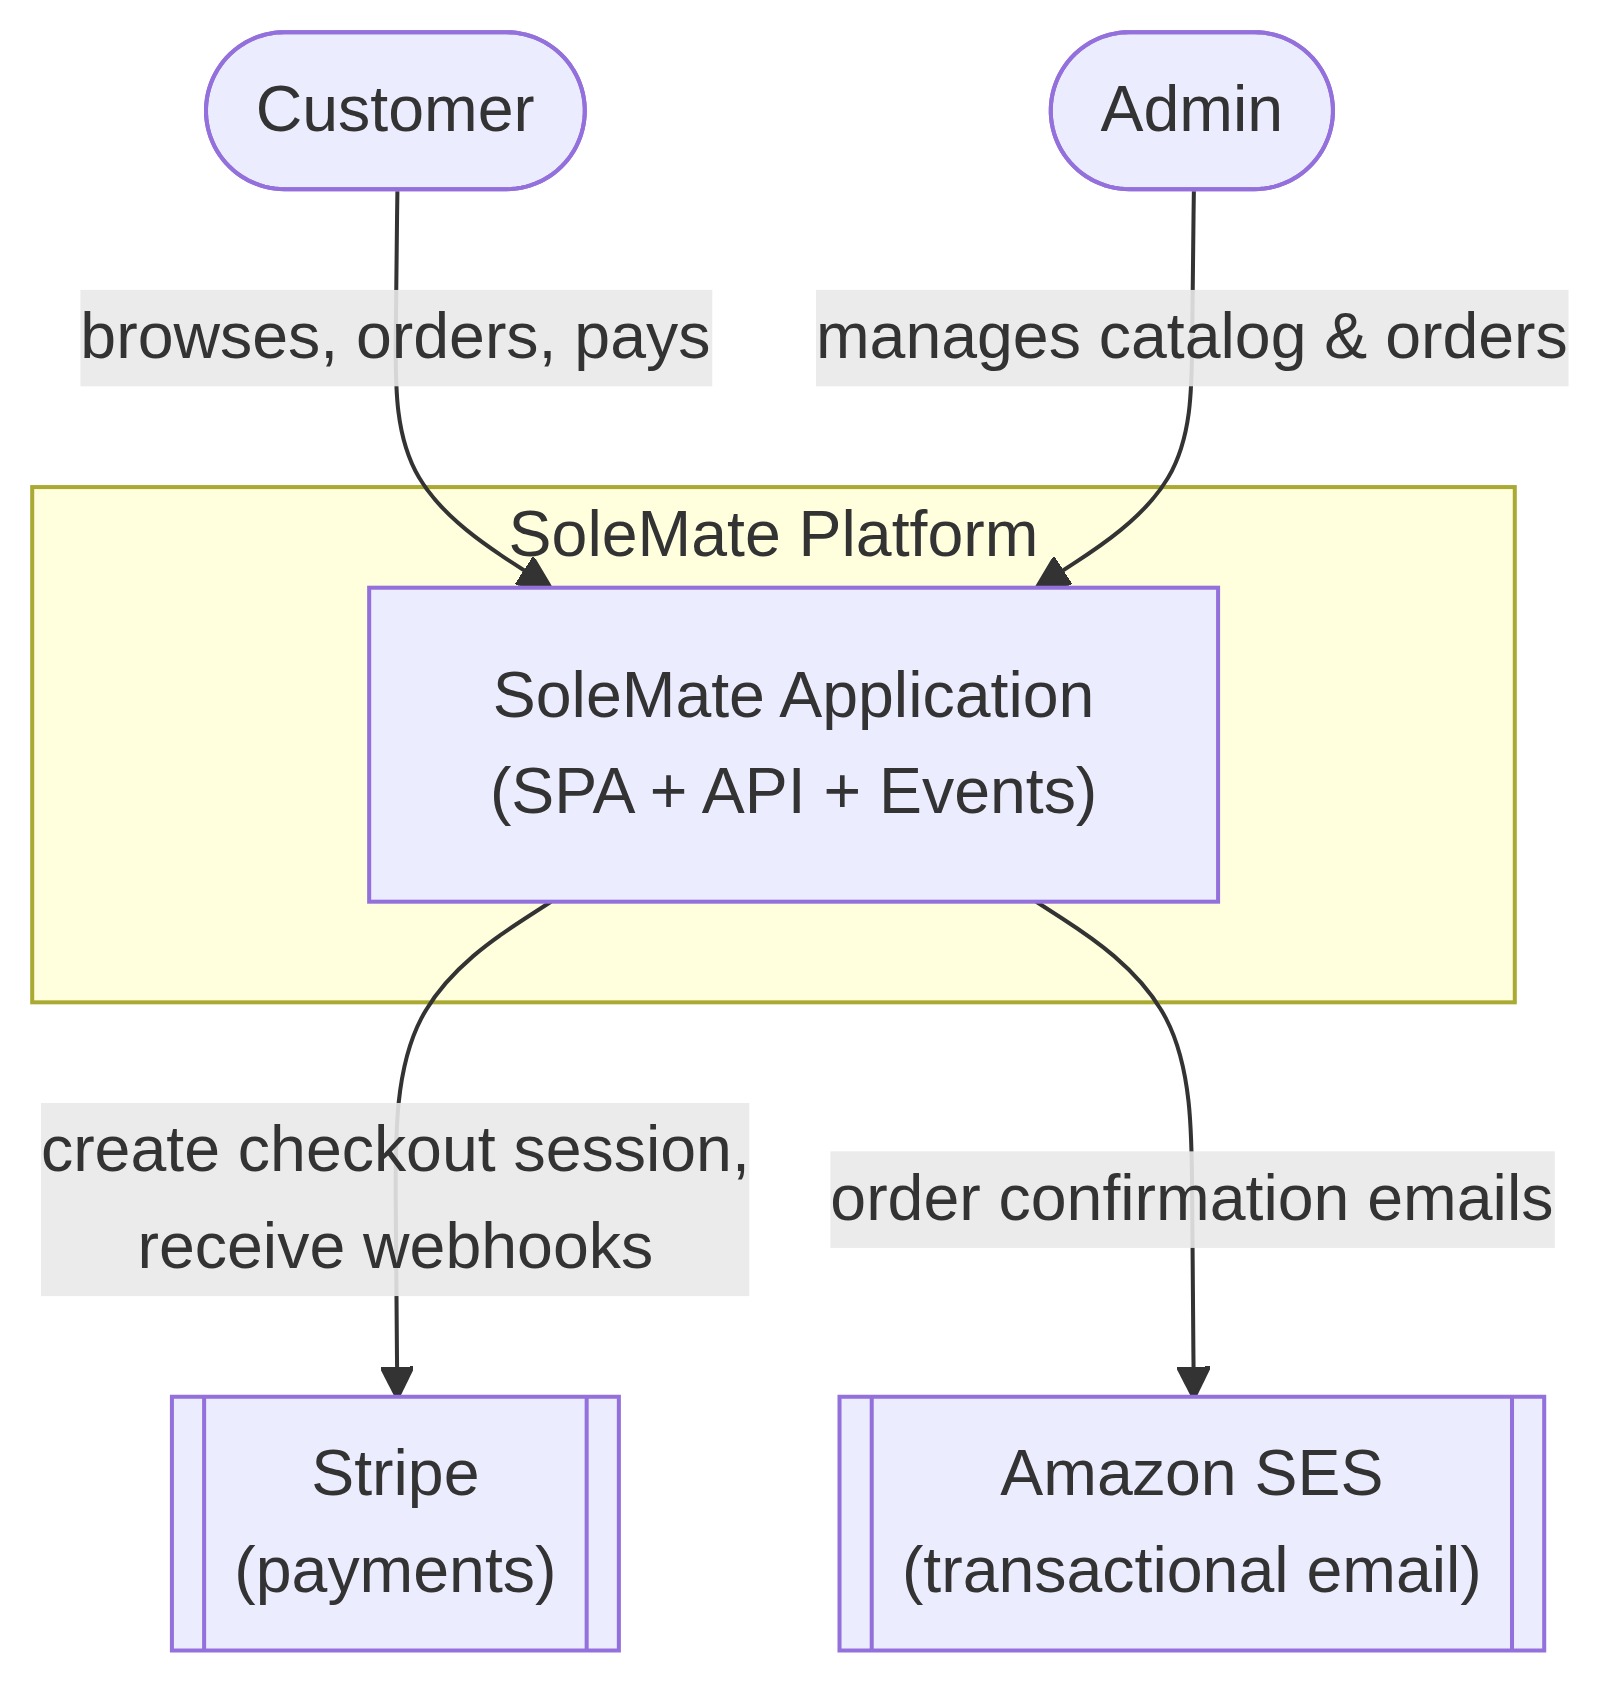 Customer
Admin
browses, orders, pays
manages catalog & orders
SoleMate Platform
SoleMate Application
(SPA + API + Events)
create checkout session,
receive webhooks
order confirmation emails
Stripe
(payments)
Amazon SES
(transactional email)